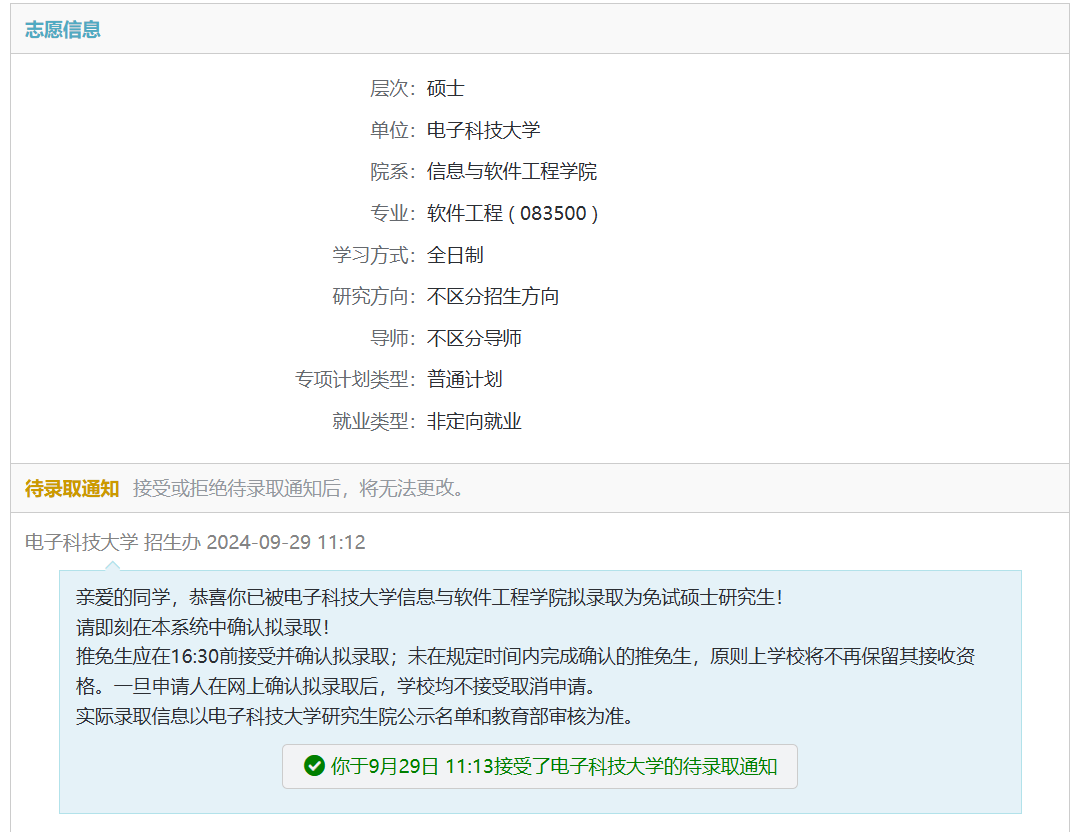 志愿信息
层次：硕士
单位：电子科技大学
院系：信息与软件工程学院
专业：软件工程 ( 083500 )
学习方式：全日制
研究方向：不区分招生方向
导师：不区分导师
专项计划类型：普通计划
就业类型：非定向就业
待录取通知 接受或拒绝待录取通知后，将无法更改。
电子科技大学 招生办 2024-09-29 11:12
亲爱的同学，恭喜你已被电子科技大学信息与软件工程学院拟录取为免试硕士研究生！
请即刻在本系统中确认拟录取！
推免生应在16:30前接受并确认拟录取；未在规定时间内完成确认的推免生，原则上学校将不再保留其接收资
格。一旦申请人在网上确认拟录取后，学校均不接受取消申请。
实际录取信息以电子科技大学研究生院公示名单和教育部审核为准。
你于9月29日 11:13接受了电子科技大学的待录取通知